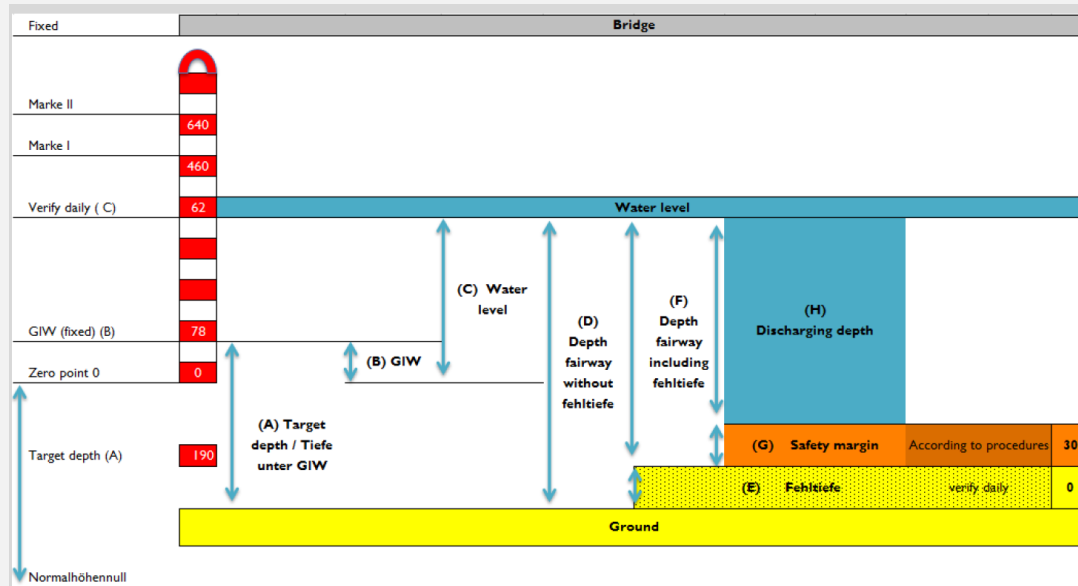 Fixed
Bridge
Marke II
640
Marke I
460
Verify daily ( C)
62
Water level
(C) Water
level
(D)
Depth
fairway
without
fehltiefe
(F)
Depth
fairway
including
fehltiefe
(H)
Discharging depth
GIW (fixed) (B)
78
(B) GIW
Zero point 0
0
(A) Target
depth / Tiefe
unter GIW
Target depth (A)
190
(G) Safety margin
According to procedures
30
(E) Fehltiefe
verify daily
0
Ground
Normalhöhennull